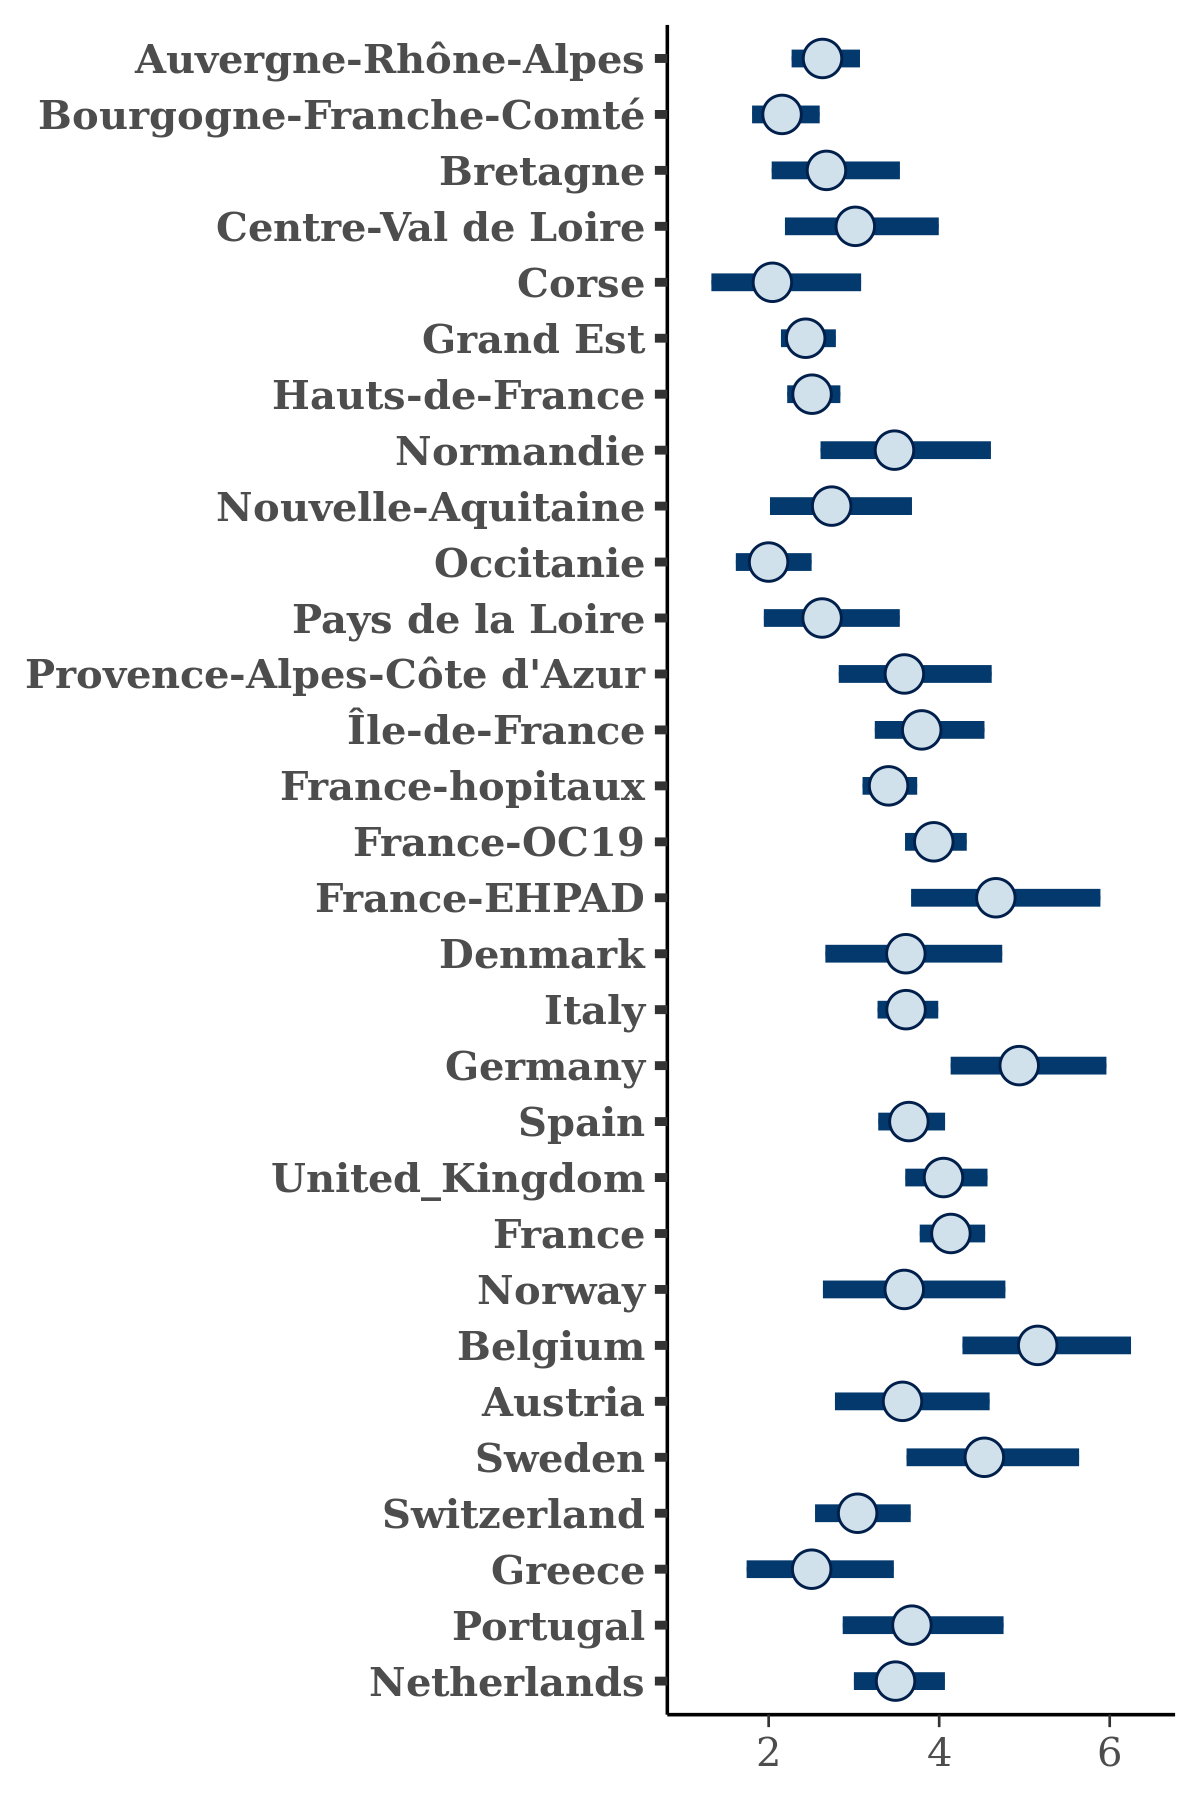 Auvergne-Rhône-Alpes
Bourgogne-Franche-Comté
Bretagne
Centre-Val de Loire
Corse
Grand Est
Hauts-de-France
Normandie
Nouvelle-Aquitaine
Occitanie
Pays de la Loire
Provence-Alpes-Côte d'Azur
Île-de-France
France-hopitaux
France-OC19
France-EHPAD
Denmark
Italy
Germany
Spain
United_Kingdom
France
Norway
Belgium
Austria
Sweden
Switzerland
Greece
Portugal
Netherlands
2 4 6